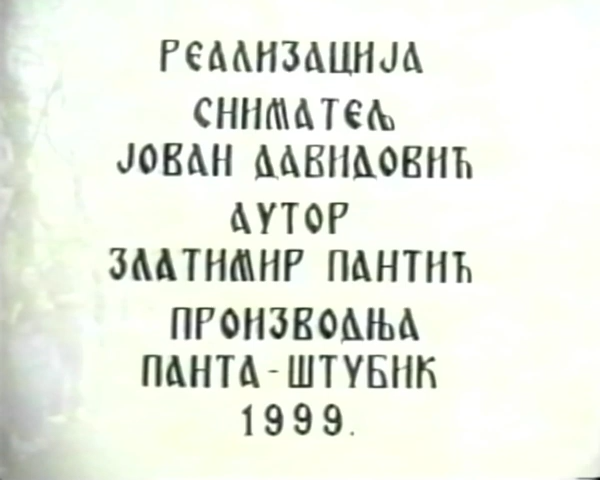 РЕАЛИЗАЦИЈА
СНИМАТЕЉ
ЈОВАН ДАВИДОВИЋ
АУТОР
ЗЛАТИМИР ПАНТИЋ
ПРОИЗВОДЊА
ПАНТА-ШТУБИК
1999.